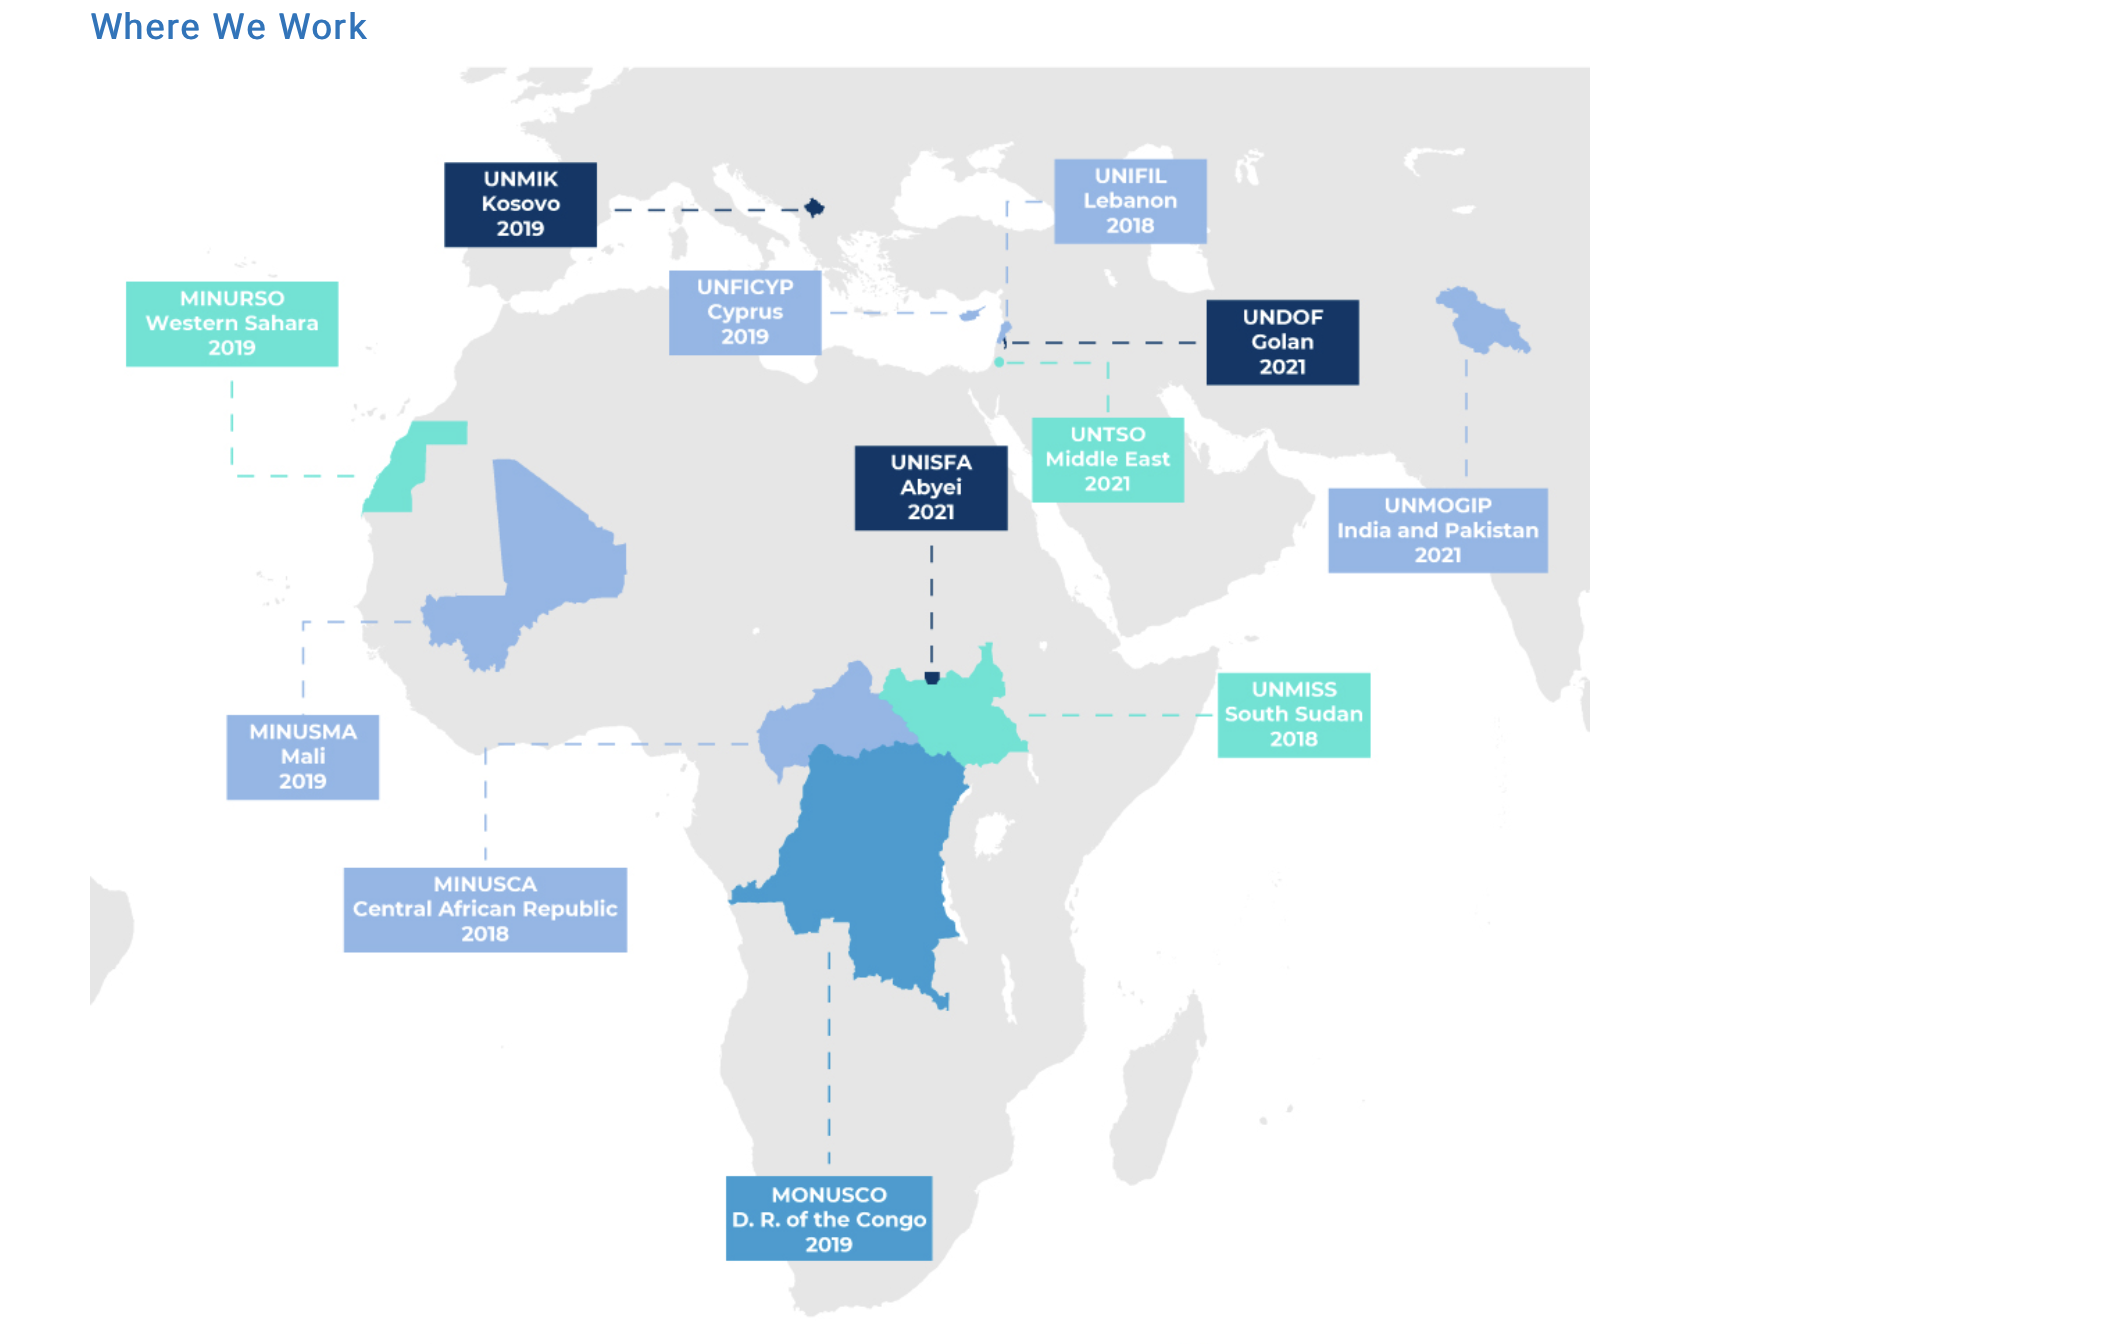 Where We Work
UNMIK
Kosovo
2019
UNIFIL
Lebanon
2018
MINURSO
Western Sahara
2019
UNFICYP
Cyprus
2019
UNDOF
Golan
2021
UNTSO
Middle East
2021
UNISFA
Abyei
2021
UNMOGIP
India and Pakistan
2021
UNMISS
South Sudan
2018
MINUSMA
Mali
2019
MINUSCA
Central African Republic
2018
MONUSCO
D. R. of the Congo
2019